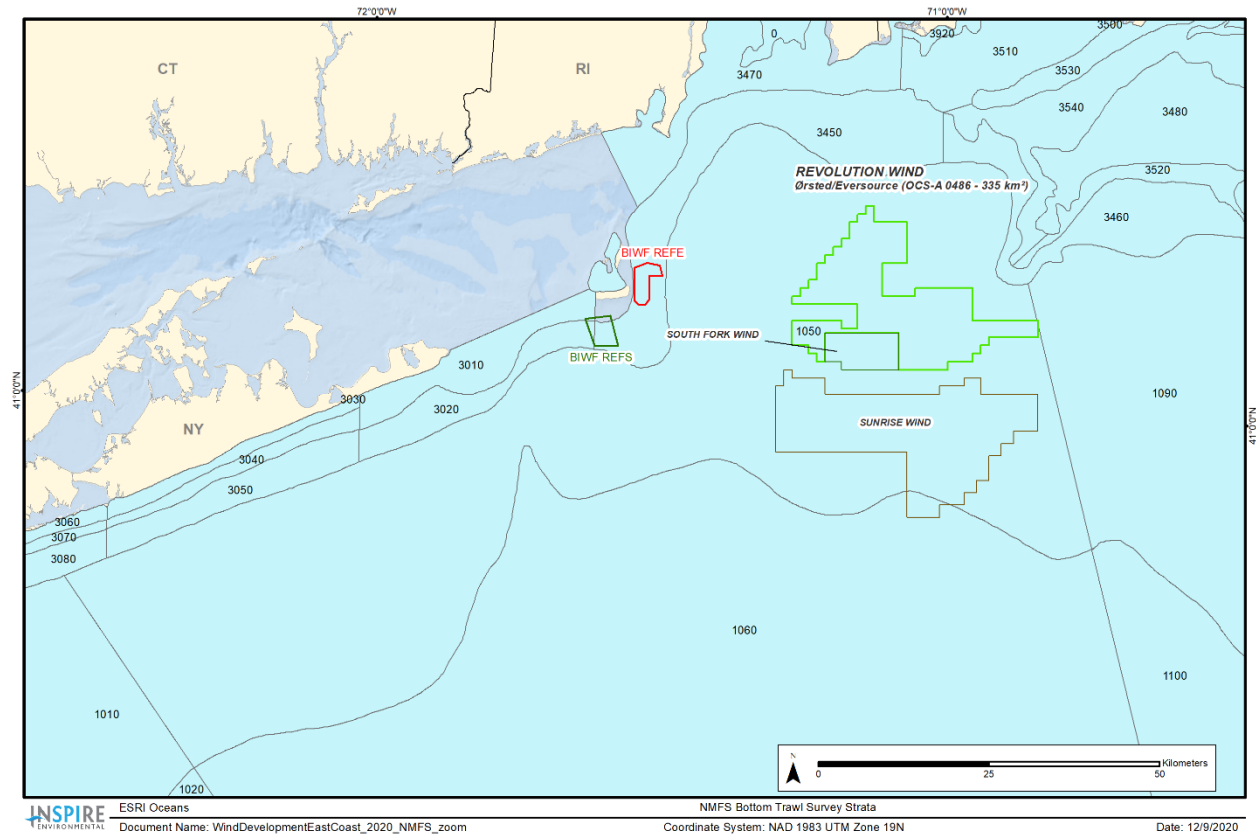 72°0'0"W
71°0'0"W
CT
RI
0
3920
3500
3510
3470
3530
3540
3480
3450
REVOLUTION WIND
Ørsted/Eversource (OCS-A 0486 - 335 km²)
3520
3460
BIWF REFE
1050
SOUTH FORK WIND
BIWF REFS
3010
41°0'0"N
3030
1090
3020
NY
SUNRISE WIND
41°0'0"N
3040
3050
3060
3070
3080
1060
1100
1010
N
Kilometers
0
25
50
1020
INSPIRE
ENVIRONMENTAL
ESRI Oceans
NMFS Bottom Trawl Survey Strata
Document Name: WindDevelopmentEastCoast_2020_NMFS_zoom
Coordinate System: NAD 1983 UTM Zone 19N
Date: 12/9/2020